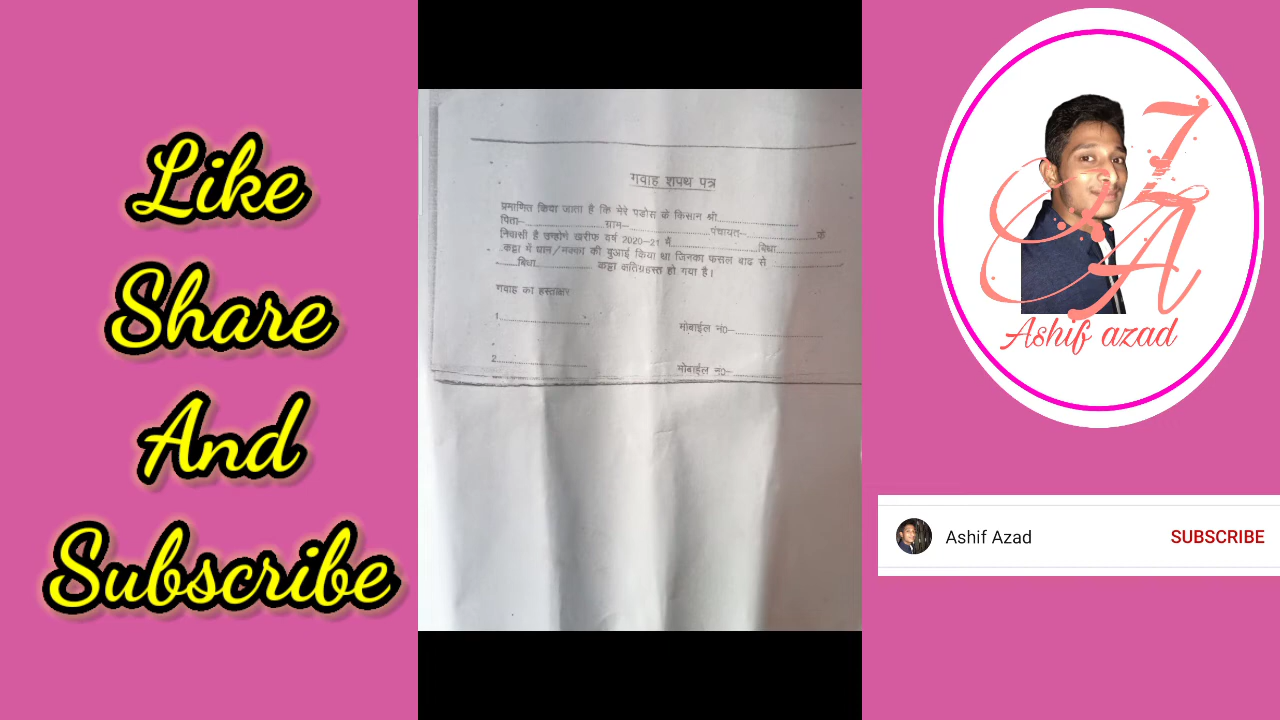 Like
Share
And
Subscribe
गवाह शपथ पत्र
प्रमाणित किया जाता है कि मेरे पडोस के किसान श्री....................
पिता–....................ग्राम–....................पंचायत–....................के
निवासी है उन्होंने खरीफ वर्ष 2020–21 में....................बिघा....................
कट्ठा में धान/मक्का की बुआई किया था जिनका फसल बाढ़ से ....................
......बिघा.................... कट्ठा क्षतिग्रहस्त हो गया है।
गवाह का हस्ताक्षर
1....................
मोबाईल नं0–....................
2....................
मोबाईल नं0–....................
Ashif azad
Ashif Azad
SUBSCRIBE